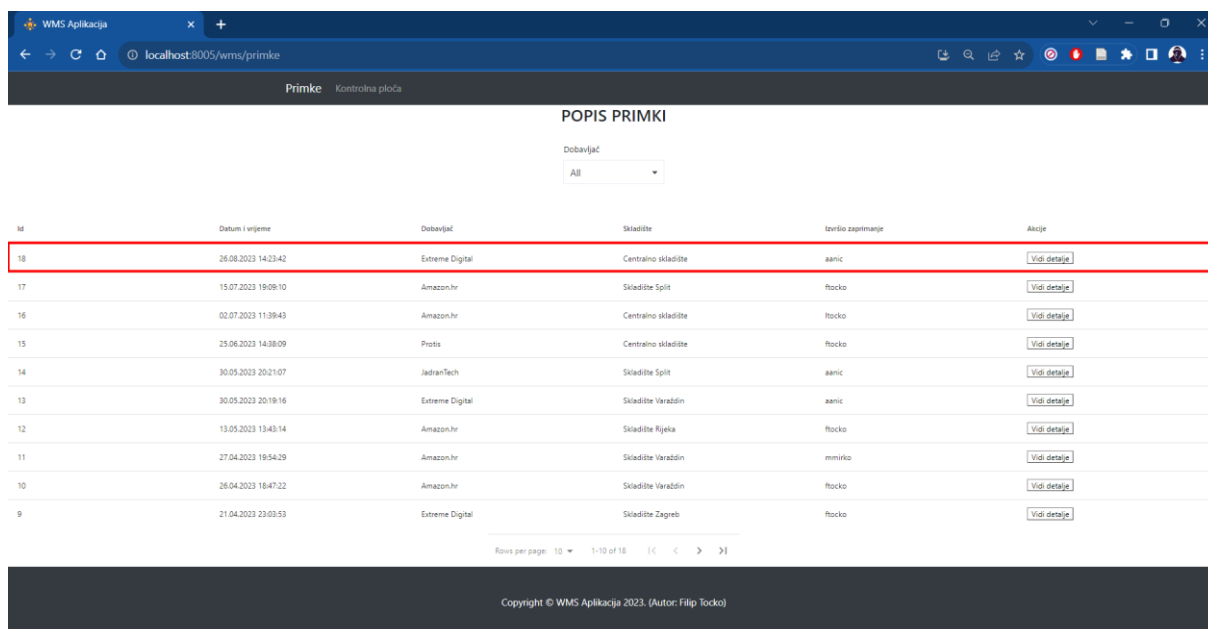 WMS Aplikacija
localhost:8005/wms/primke
Primke Kontrolna ploča
POPIS PRIMKI
Dobavljač
All
Id Datum i vrijeme Dobavljač Skladište Izvršio zaprimanje Akcije
18 26.08.2023 14:23:42 Extreme Digital Centralno skladište aanic Vidi detalje
17 15.07.2023 19:09:10 Amazon.hr Skladište Split ftocko Vidi detalje
16 02.07.2023 11:39:43 Amazon.hr Centralno skladište ltocko Vidi detalje
15 25.06.2023 14:38:09 Protis Centralno skladište ftocko Vidi detalje
14 30.05.2023 20:21:07 JadranTech Skladište Split aanic Vidi detalje
13 30.05.2023 20:19:16 Extreme Digital Skladište Varaždin aanic Vidi detalje
12 13.05.2023 13:43:14 Amazon.hr Skladište Rijeka ftocko Vidi detalje
11 27.04.2023 19:54:29 Amazon.hr Skladište Varaždin mmirko Vidi detalje
10 26.04.2023 18:47:22 Amazon.hr Skladište Varaždin ftocko Vidi detalje
9 21.04.2023 23:03:53 Extreme Digital Skladište Zagreb ftocko Vidi detalje
Rows per page: 10 1-10 of 18
Copyright © WMS Aplikacija 2023. (Autor: Filip Tocko)